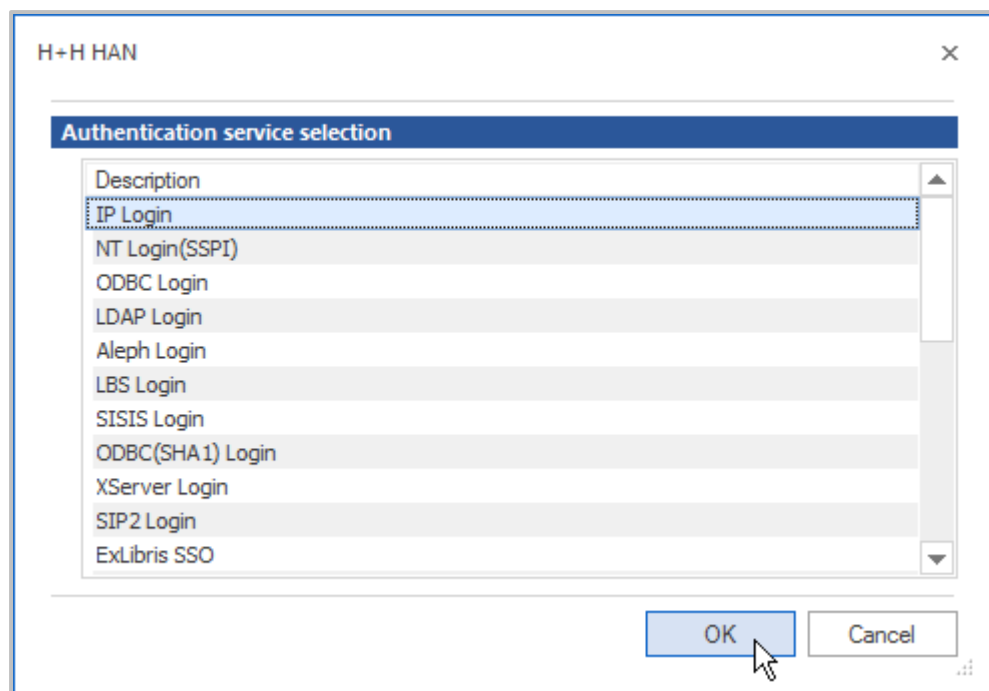 H+H HAN
Authentication service selection
Description
IP Login
NT Login(SSPI)
ODBC Login
LDAP Login
Aleph Login
LBS Login
SISIS Login
ODBC(SHA1) Login
XServer Login
SIP2 Login
ExLibris SSO
OK
Cancel